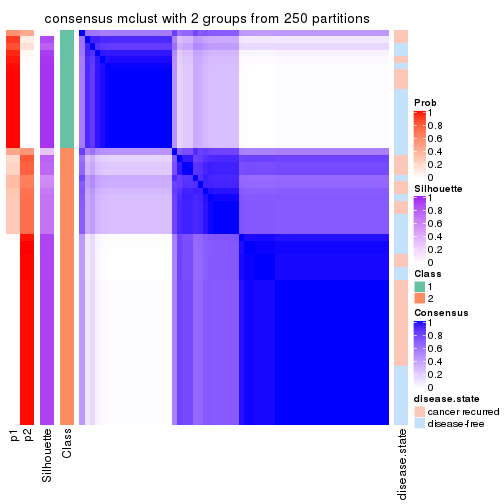 consensus mclust with 2 groups from 250 partitions
Prob
1
0.8
0.6
0.4
0.2
0
Silhouette
1
0.8
0.6
0.4
0.2
0
Class
1
2
Consensus
1
0.8
0.6
0.4
0.2
0
disease.state
cancer recurred
disease-free
p1
p2
Silhouette
Class
disease.state